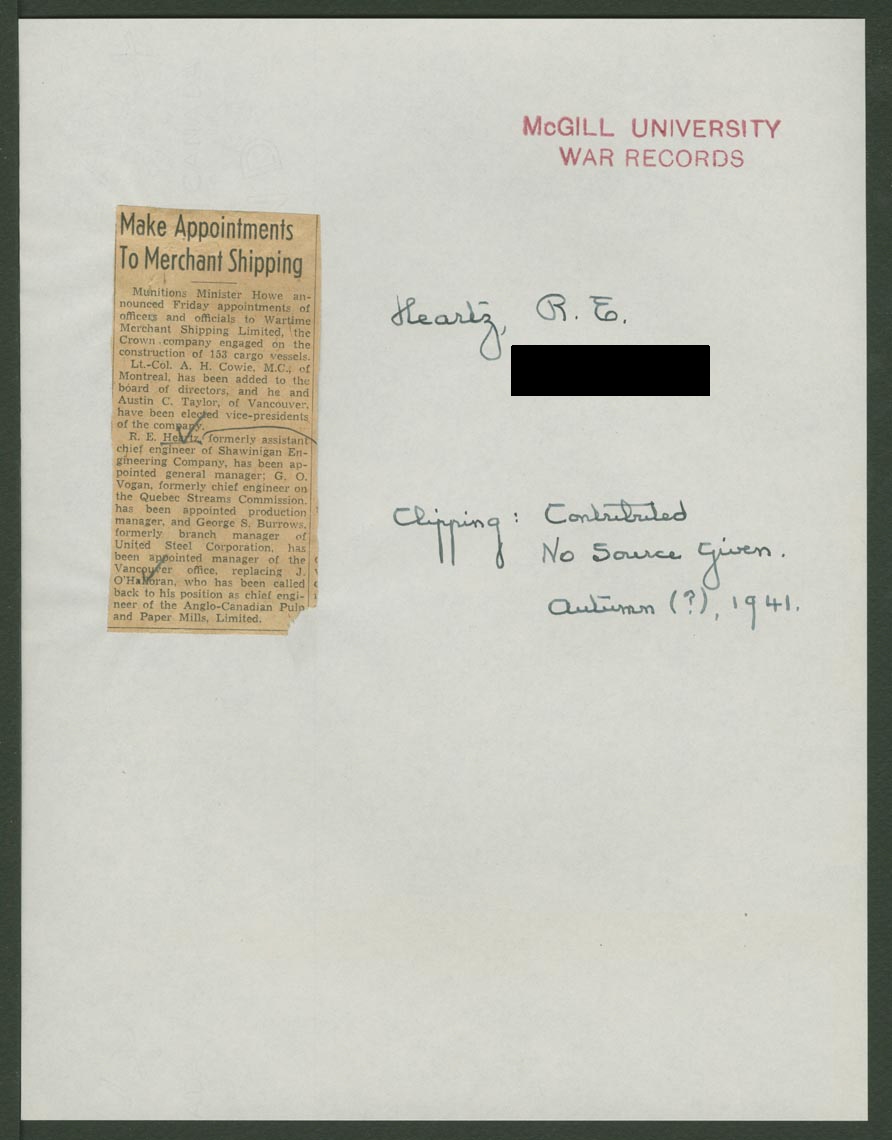 McGILL UNIVERSITY
WAR RECORDS
Make Appointments
To Merchant Shipping
Munitions Minister Howe an-
nounced Friday appointments of
officers and officials to Wartime
Merchant Shipping Limited, the
Crown company engaged on the
construction of 153 cargo vessels.
Lt.-Col. A. H. Cowie, M.C., of
Montreal, has been added to the
board of directors, and he and
Austin C. Taylor, of Vancouver,
have been elected vice-presidents
of the company.
R. E. Heartz, formerly assistant
chief engineer of Shawinigan En-
gineering Company, has been ap-
pointed general manager; G. O.
Vogan, formerly chief engineer on
the Quebec Streams Commission,
has been appointed production
manager, and George S. Burrows,
formerly branch manager of
United Steel Corporation, has
been appointed manager of the
Vancouver office, replacing J.
O'Halloran, who has been called
back to his position as chief engi-
neer of the Anglo-Canadian Pulp
and Paper Mills, Limited.
Heartz, R. E.
Clipping: Contributed
No Source Given.
Autumn (?), 1941.